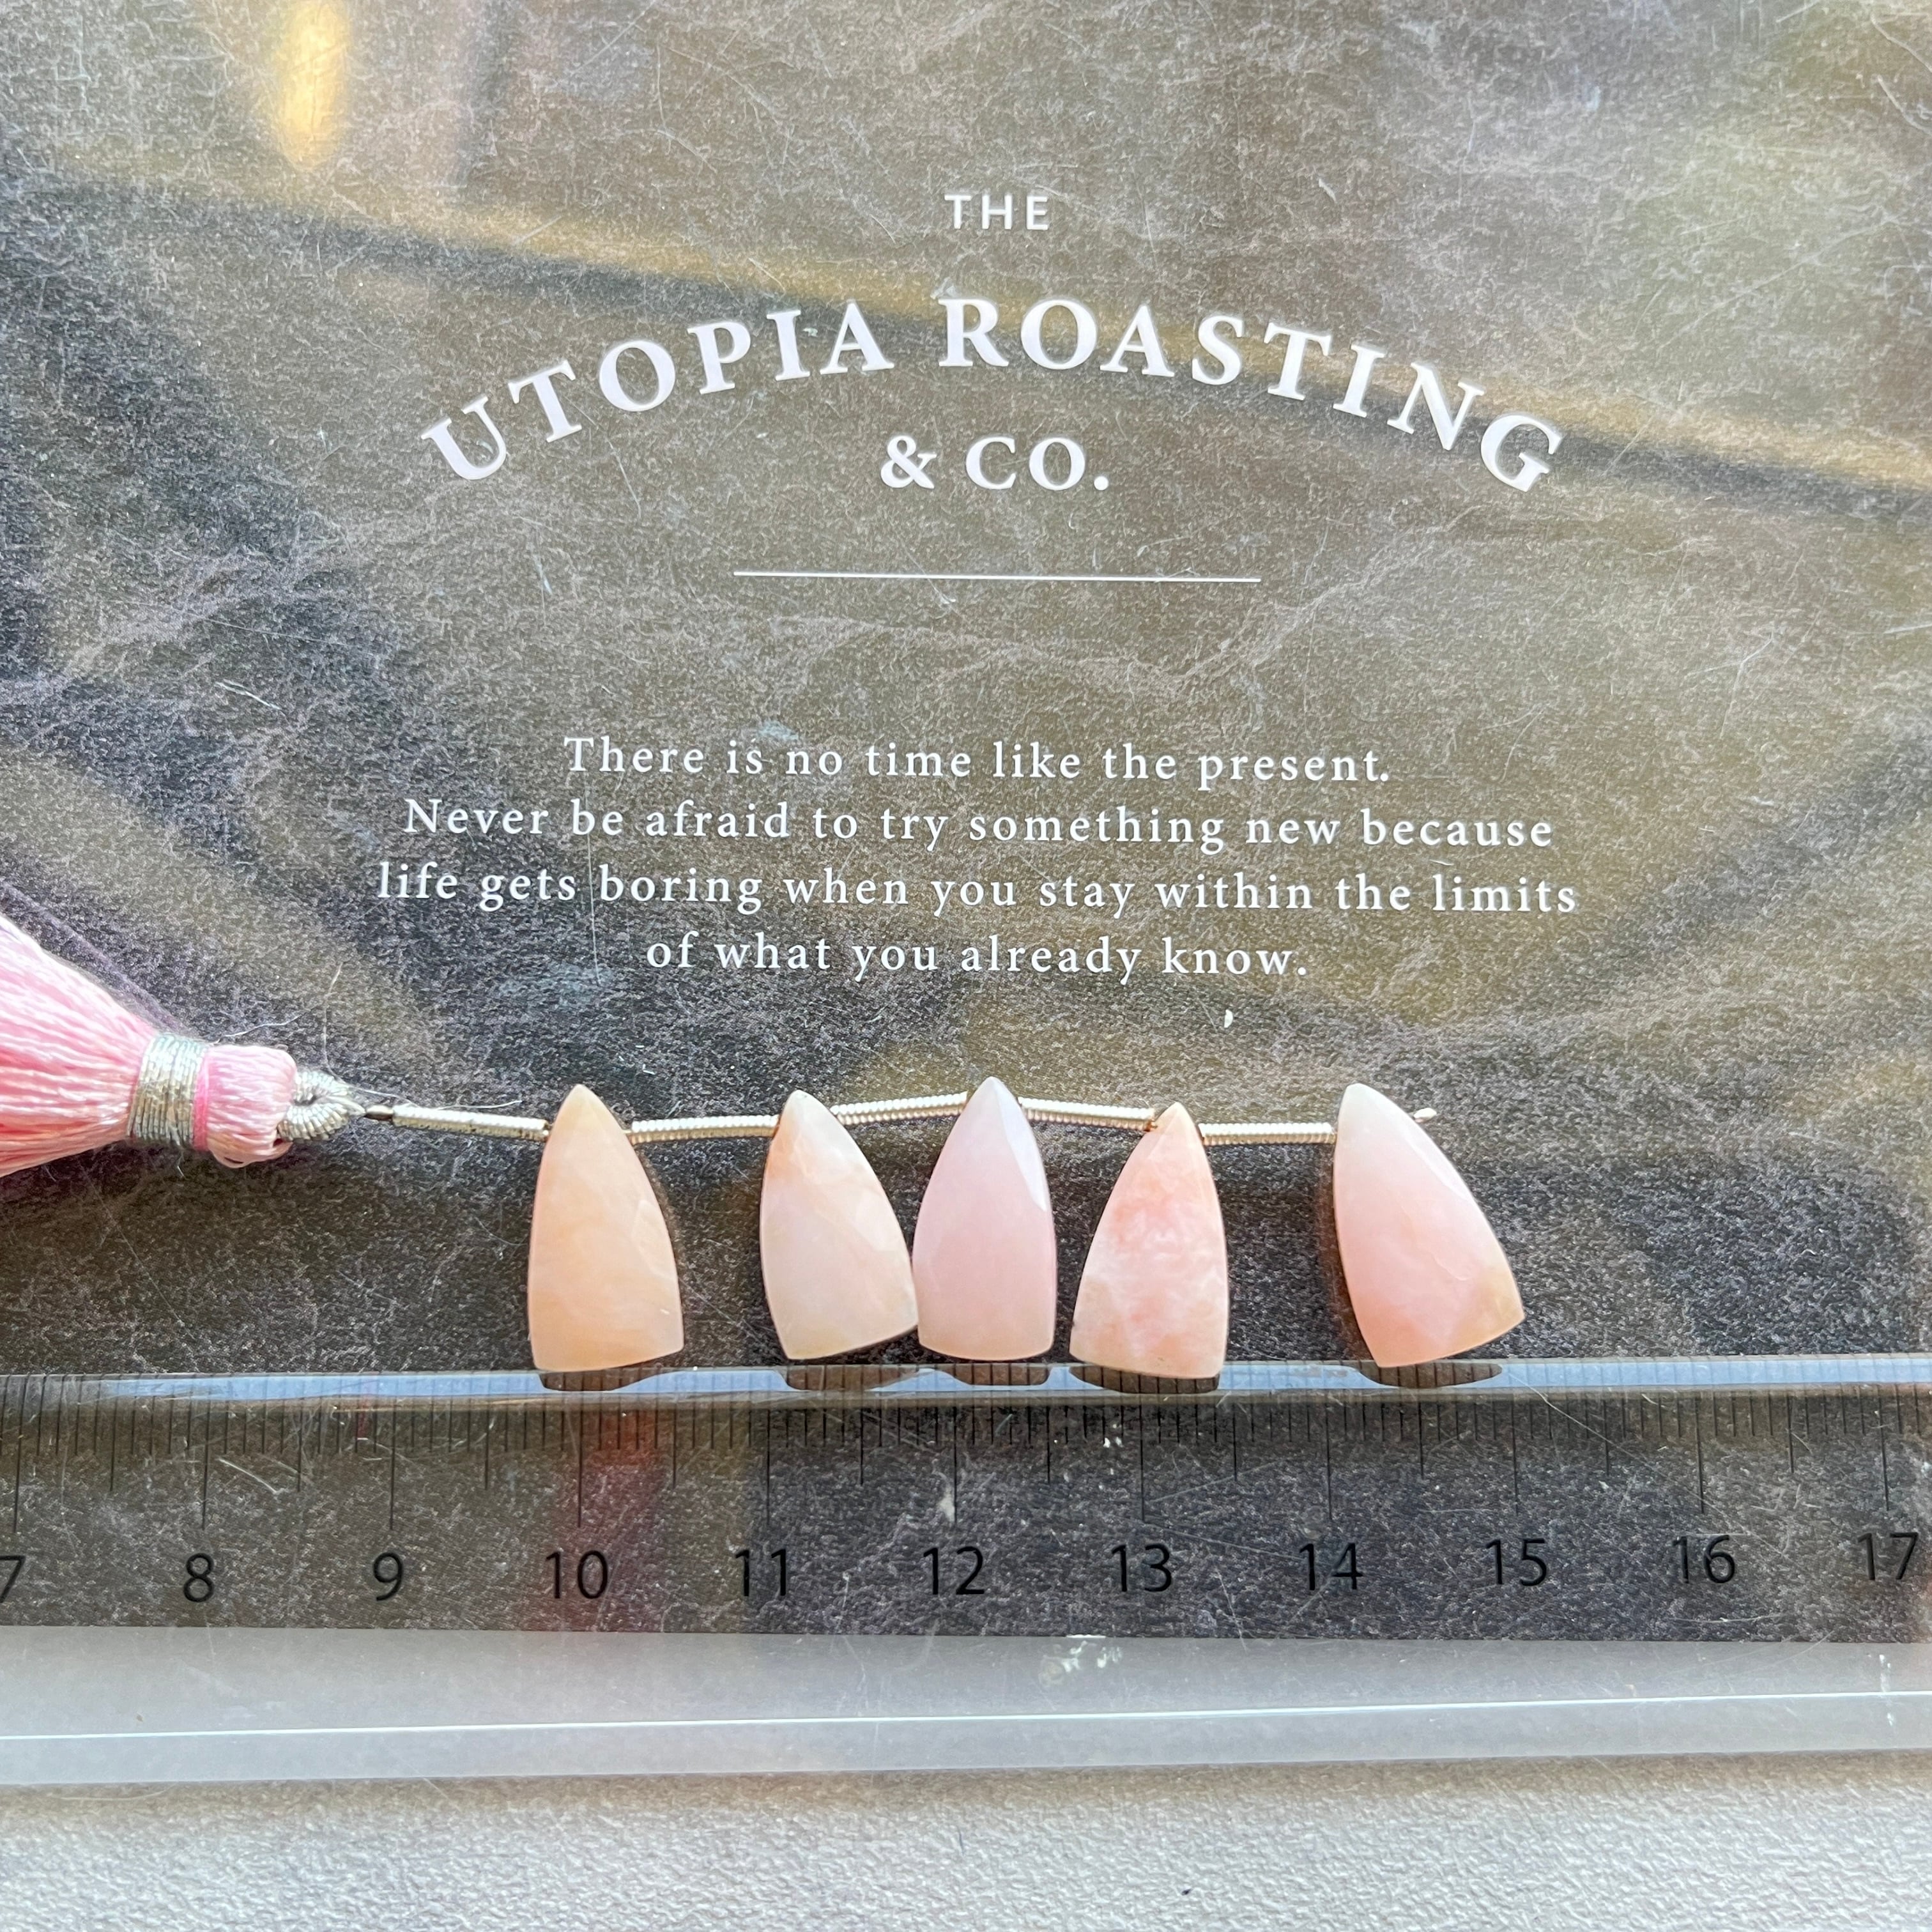 THE
UTOPIA ROASTING
& CO.
There is no time like the present.
Never be afraid to try something new because
life gets boring when you stay within the limits
of what you already know.
7 8 9 10 11 12 13 14 15 16 17